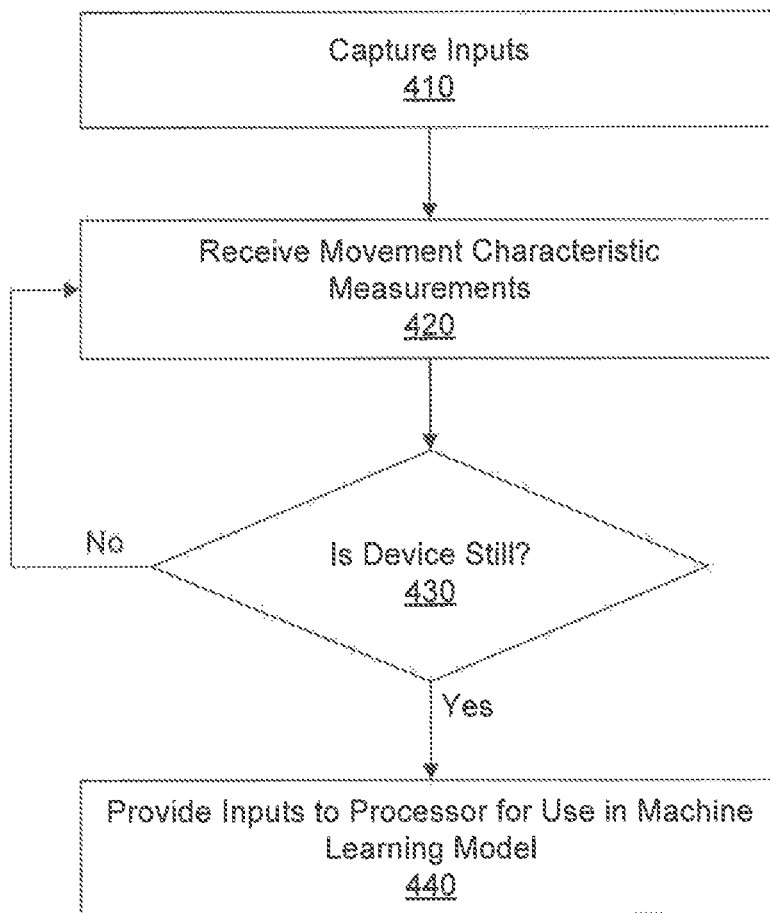 Capture Inputs
410
Receive Movement Characteristic
Measurements
420
No
Is Device Still?
430
Yes
Provide Inputs to Processor for Use in Machine
Learning Model
440